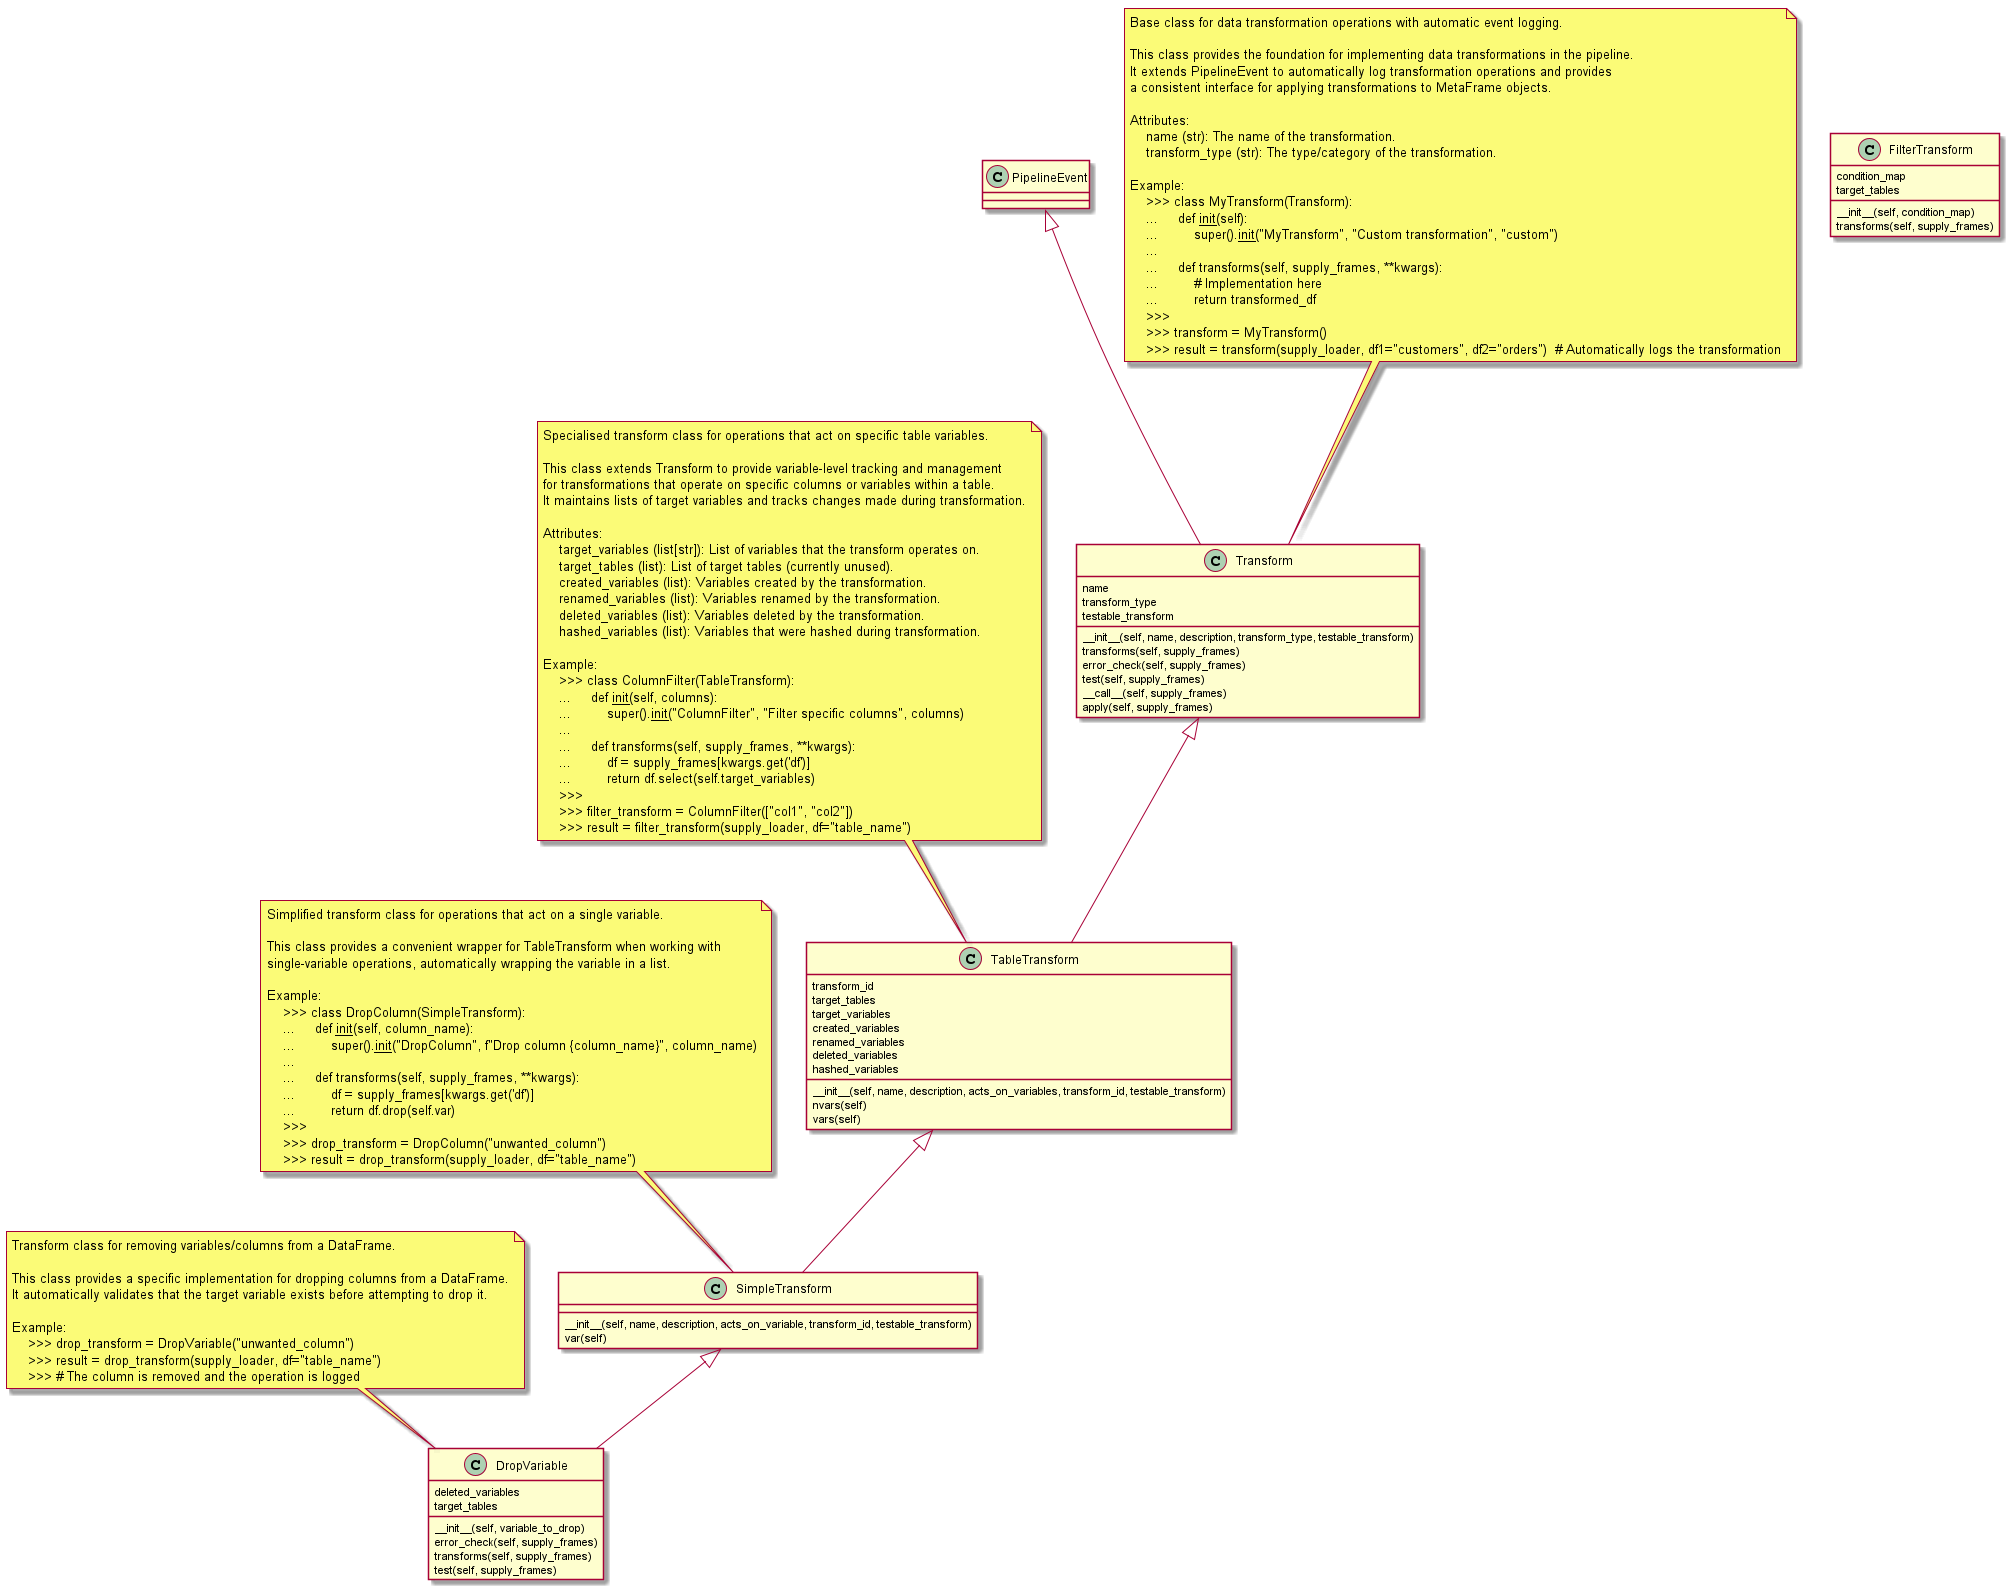 Base class for data transformation operations with automatic event logging.
This class provides the foundation for implementing data transformations in the pipeline.
It extends PipelineEvent to automatically log transformation operations and provides
a consistent interface for applying transformations to MetaFrame objects.
Attributes:
name (str): The name of the transformation.
transform_type (str): The type/category of the transformation.
Example:
>>> class MyTransform(Transform):
... def init(self):
... super().init("MyTransform", "Custom transformation", "custom")
...
... def transforms(self, supply_frames, **kwargs):
... # Implementation here
... return transformed_df
>>>
>>> transform = MyTransform()
>>> result = transform(supply_loader, df1="customers", df2="orders") # Automatically logs the transformation
C FilterTransform
condition_map
target_tables
__init__(self, condition_map)
transforms(self, supply_frames)
C PipelineEvent
Specialised transform class for operations that act on specific table variables.
This class extends Transform to provide variable-level tracking and management
for transformations that operate on specific columns or variables within a table.
It maintains lists of target variables and tracks changes made during transformation.
Attributes:
target_variables (list[str]): List of variables that the transform operates on.
target_tables (list): List of target tables (currently unused).
created_variables (list): Variables created by the transformation.
renamed_variables (list): Variables renamed by the transformation.
deleted_variables (list): Variables deleted by the transformation.
hashed_variables (list): Variables that were hashed during transformation.
Example:
>>> class ColumnFilter(TableTransform):
... def init(self, columns):
... super().init("ColumnFilter", "Filter specific columns", columns)
...
... def transforms(self, supply_frames, **kwargs):
... df = supply_frames[kwargs.get('df')]
... return df.select(self.target_variables)
>>>
>>> filter_transform = ColumnFilter(["col1", "col2"])
>>> result = filter_transform(supply_loader, df="table_name")
C Transform
name
transform_type
testable_transform
__init__(self, name, description, transform_type, testable_transform)
transforms(self, supply_frames)
error_check(self, supply_frames)
test(self, supply_frames)
__call__(self, supply_frames)
apply(self, supply_frames)
Simplified transform class for operations that act on a single variable.
This class provides a convenient wrapper for TableTransform when working with
single-variable operations, automatically wrapping the variable in a list.
Example:
>>> class DropColumn(SimpleTransform):
... def init(self, column_name):
... super().init("DropColumn", f"Drop column {column_name}", column_name)
...
... def transforms(self, supply_frames, **kwargs):
... df = supply_frames[kwargs.get('df')]
... return df.drop(self.var)
>>>
>>> drop_transform = DropColumn("unwanted_column")
>>> result = drop_transform(supply_loader, df="table_name")
C TableTransform
transform_id
target_tables
target_variables
created_variables
renamed_variables
deleted_variables
hashed_variables
__init__(self, name, description, acts_on_variables, transform_id, testable_transform)
nvars(self)
vars(self)
Transform class for removing variables/columns from a DataFrame.
This class provides a specific implementation for dropping columns from a DataFrame.
It automatically validates that the target variable exists before attempting to drop it.
Example:
>>> drop_transform = DropVariable("unwanted_column")
>>> result = drop_transform(supply_loader, df="table_name")
>>> # The column is removed and the operation is logged
C SimpleTransform
__init__(self, name, description, acts_on_variable, transform_id, testable_transform)
var(self)
C DropVariable
deleted_variables
target_tables
__init__(self, variable_to_drop)
error_check(self, supply_frames)
transforms(self, supply_frames)
test(self, supply_frames)